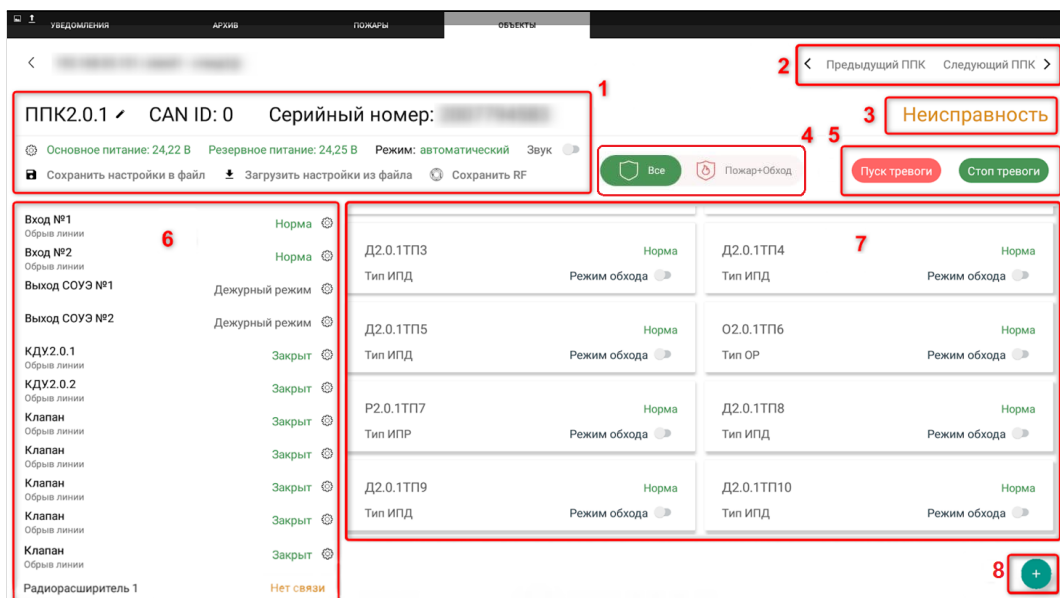 УВЕДОМЛЕНИЯ АРХИВ ПОЖАРЫ ОБЪЕКТЫ
2 Предыдущий ППК Следующий ППК
1
ППК2.0.1 CAN ID: 0 Серийный номер:
3 Неисправность
Основное питание: 24,22 В Резервное питание: 24,25 В Режим: автоматический Звук
Сохранить настройки в файл Загрузить настройки из файла Сохранить RF
4 5
Все Пожар+Обход
Пуск тревоги Стоп тревоги
6
Вход №1 Норма
Обрыв линии
Вход №2 Норма
Обрыв линии
Выход СОУЭ №1 Дежурный режим
Выход СОУЭ №2 Дежурный режим
КДУ.2.0.1 Закрыт
Обрыв линии
КДУ.2.0.2 Закрыт
Обрыв линии
Клапан Закрыт
Обрыв линии
Клапан Закрыт
Обрыв линии
Клапан Закрыт
Обрыв линии
Клапан Закрыт
Обрыв линии
Клапан Закрыт
Обрыв линии
Радиорасширитель 1 Нет связи
7
Д2.0.1ТП3 Норма
Тип ИПД Режим обхода
Д2.0.1ТП4 Норма
Тип ИПД Режим обхода
Д2.0.1ТП5 Норма
Тип ИПД Режим обхода
О2.0.1ТП6 Норма
Тип ОР Режим обхода
Р2.0.1ТП7 Норма
Тип ИПР Режим обхода
Д2.0.1ТП8 Норма
Тип ИПД Режим обхода
Д2.0.1ТП9 Норма
Тип ИПД Режим обхода
Д2.0.1ТП10 Норма
Тип ИПД Режим обхода
8 +